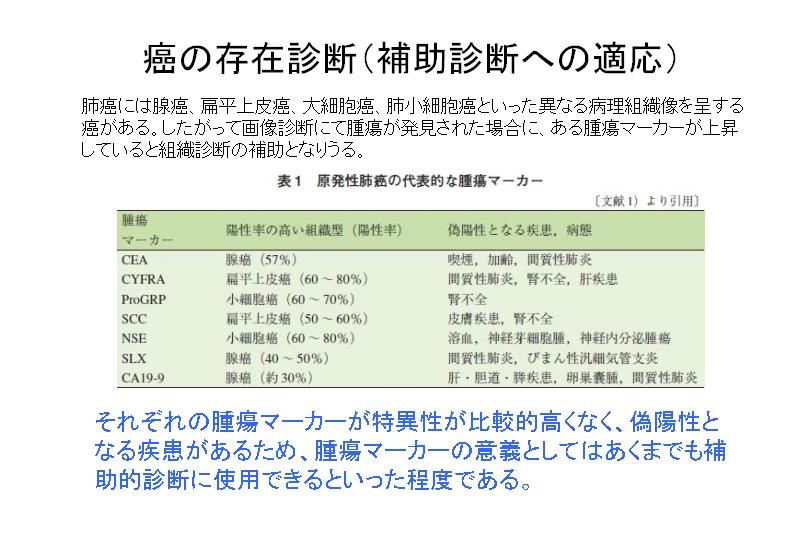 癌の存在診断（補助診断への適応）
肺癌には腺癌、扁平上皮癌、大細胞癌、肺小細胞癌といった異なる病理組織像を呈する
癌がある。したがって画像診断にて腫瘍が発見された場合に、ある腫瘍マーカーが上昇
していると組織診断の補助となりうる。
表1　原発性肺癌の代表的な腫瘍マーカー
〔文献1）より引用〕
腫瘍
マーカー　陽性率の高い組織型（陽性率）　偽陽性となる疾患，病態
CEA　腺癌（57%）　喫煙，加齢，間質性肺炎
CYFRA　扁平上皮癌（60～80%）　間質性肺炎，腎不全，肝疾患
ProGRP　小細胞癌（60～70%）　腎不全
SCC　扁平上皮癌（50～60%）　皮膚疾患，腎不全
NSE　小細胞癌（60～80%）　溶血，神経芽細胞腫，神経内分泌腫瘍
SLX　腺癌（40～50%）　間質性肺炎，びまん性汎細気管支炎
CA19-9　腺癌（約30%）　肝・胆道・膵疾患，卵巣嚢腫，間質性肺炎
それぞれの腫瘍マーカーが特異性が比較的高くなく、偽陽性と
なる疾患があるため、腫瘍マーカーの意義としてはあくまでも補
助的診断に使用できるといった程度である。